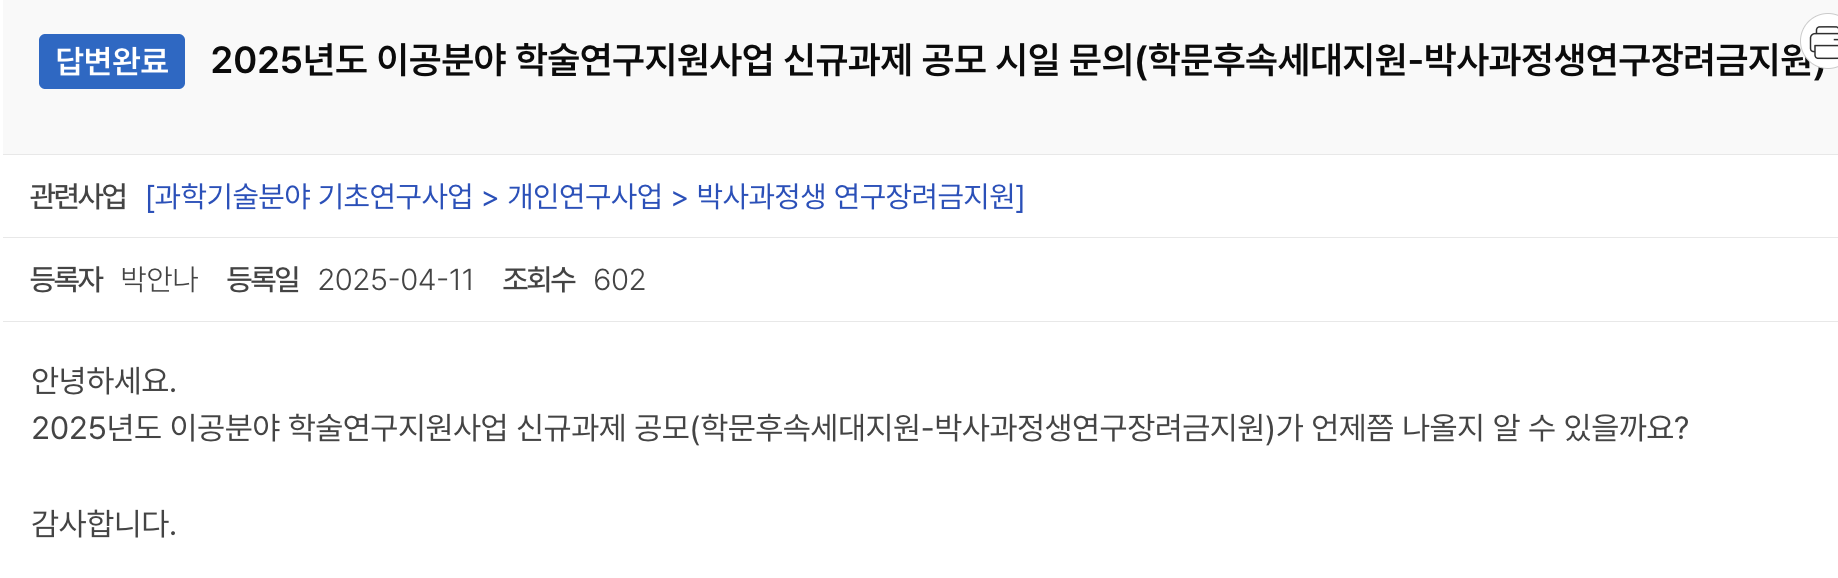 답변완료 2025년도 이공분야 학술연구지원사업 신규과제 공모 시일 문의(학문후속세대지원-박사과정생연구장려금지원)
관련사업 [과학기술분야 기초연구사업 > 개인연구사업 > 박사과정생 연구장려금지원]
등록자 박안나 등록일 2025-04-11 조회수 602
안녕하세요.
2025년도 이공분야 학술연구지원사업 신규과제 공모(학문후속세대지원-박사과정생연구장려금지원)가 언제쯤 나올지 알 수 있을까요?
감사합니다.